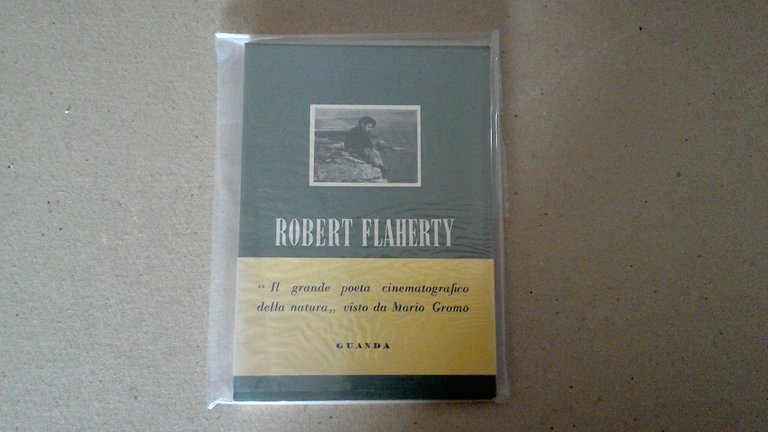 ROBERT FLAHERTY
“ Il grande poeta cinematografico
della natura„ visto da Mario Gromo
GUANDA